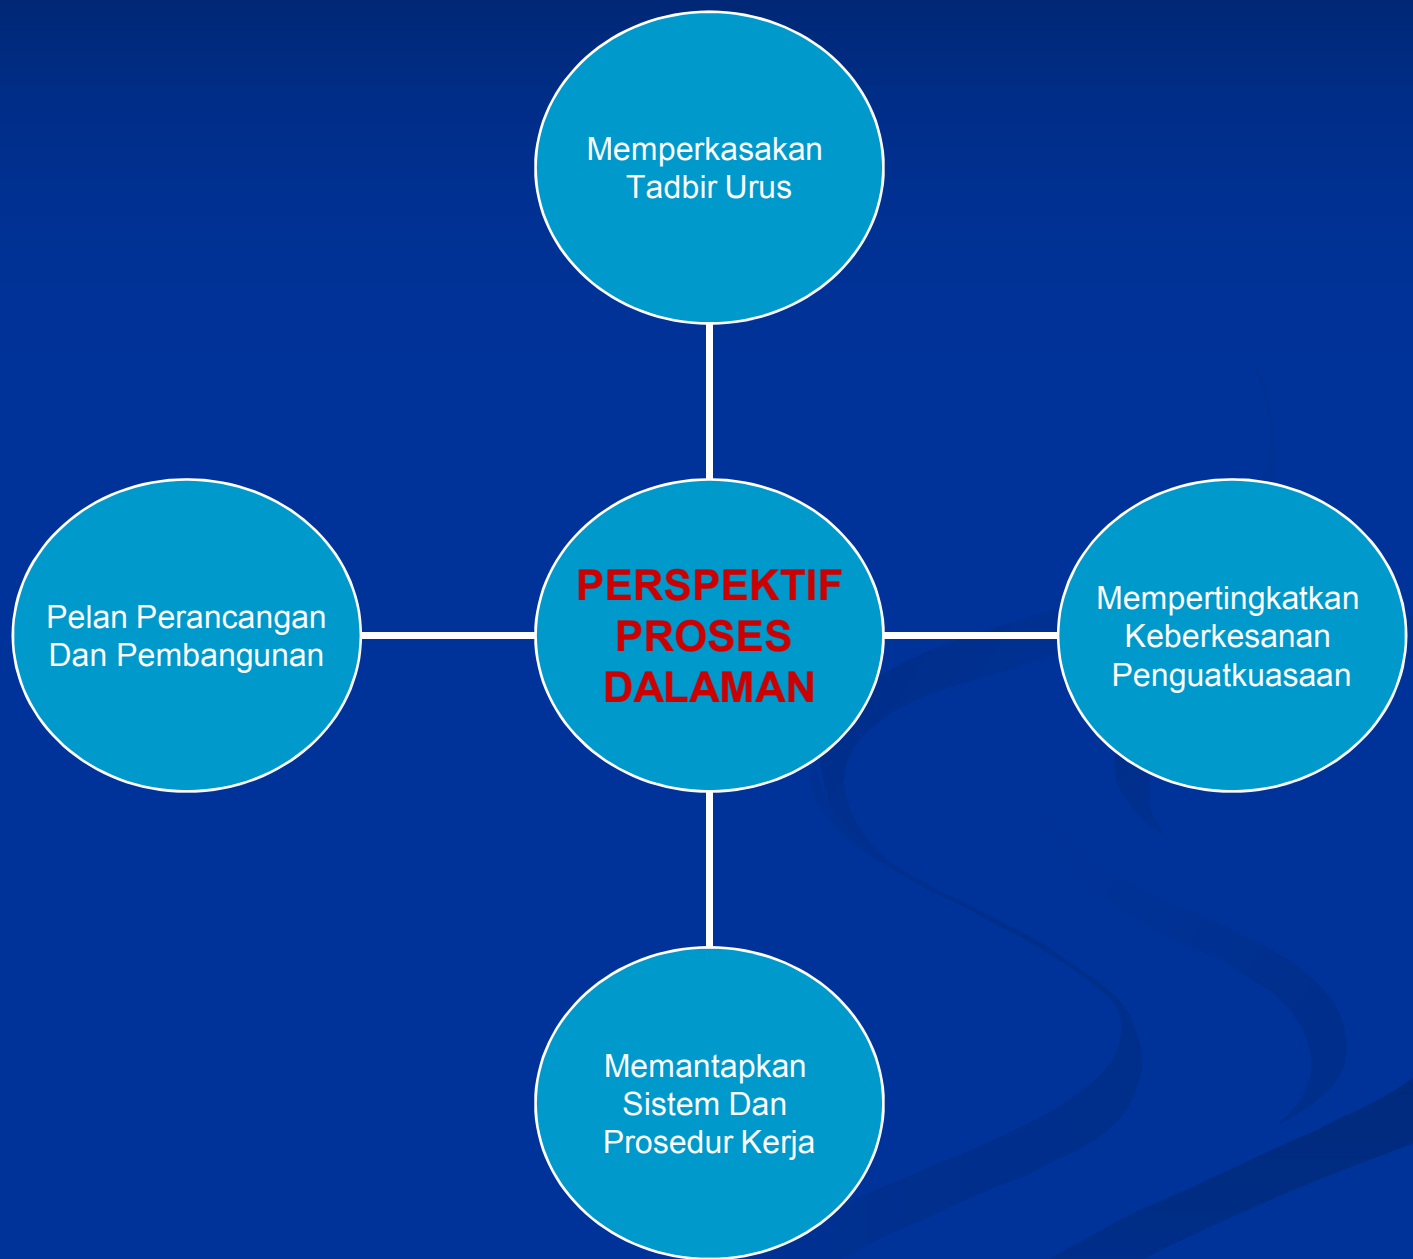 Memperkasakan
Tadbir Urus
Pelan Perancangan
Dan Pembangunan
PERSPEKTIF
PROSES
DALAMAN
Mempertingkatkan
Keberkesanan
Penguatkuasaan
Memantapkan
Sistem Dan
Prosedur Kerja